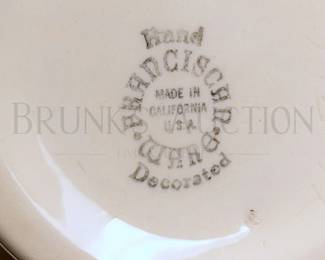 Hand
FRANCISCAN
MADE IN
CALIFORNIA
U.S.A.
WARE
Decorated
BRUNK AUCTION